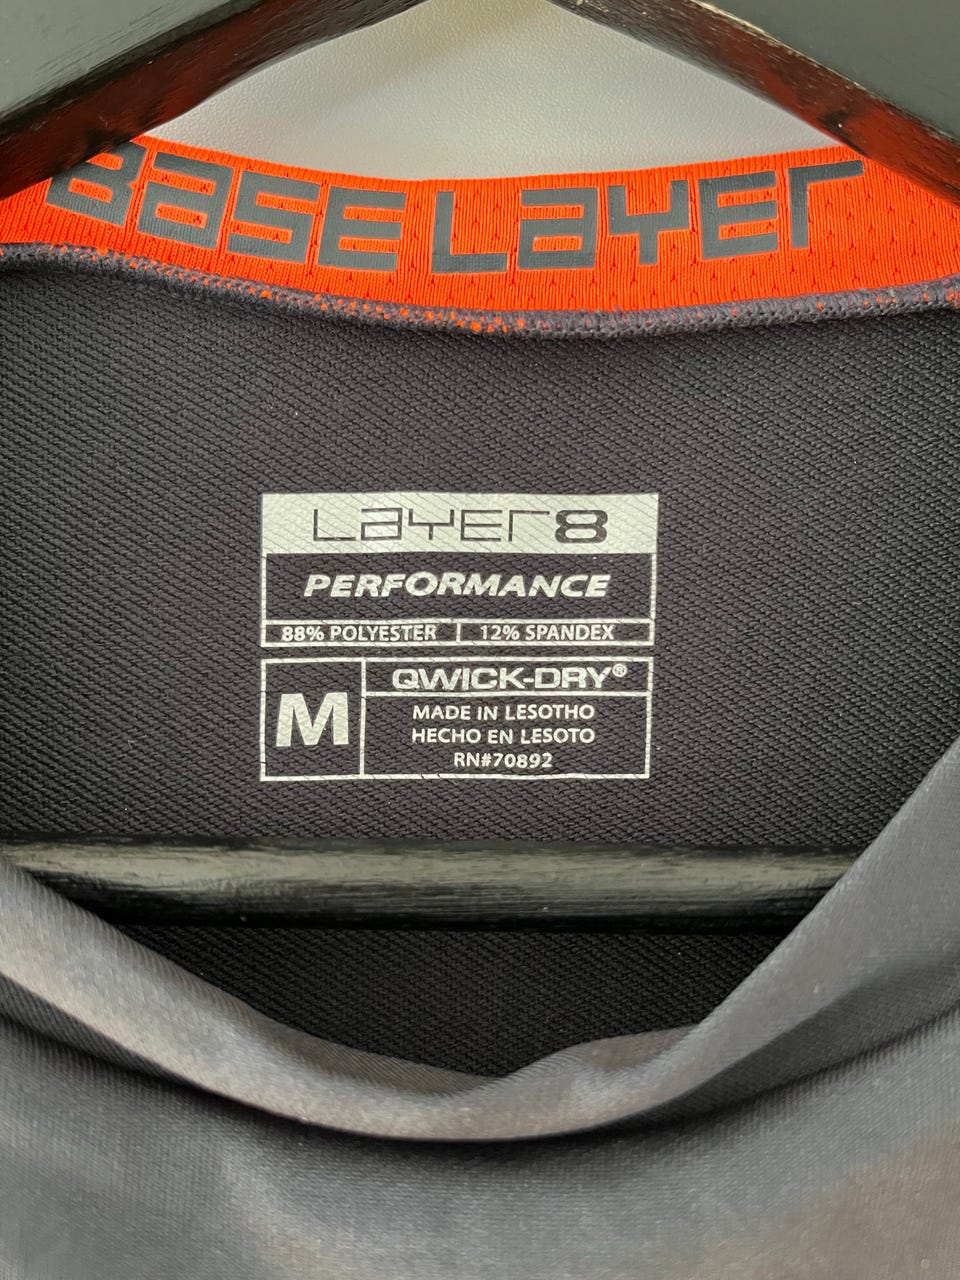 BASE LAYER
LAYER8
PERFORMANCE
88% POLYESTER 12% SPANDEX
M
QWICK-DRY®
MADE IN LESOTHO
HECHO EN LESOTO
RN#70892